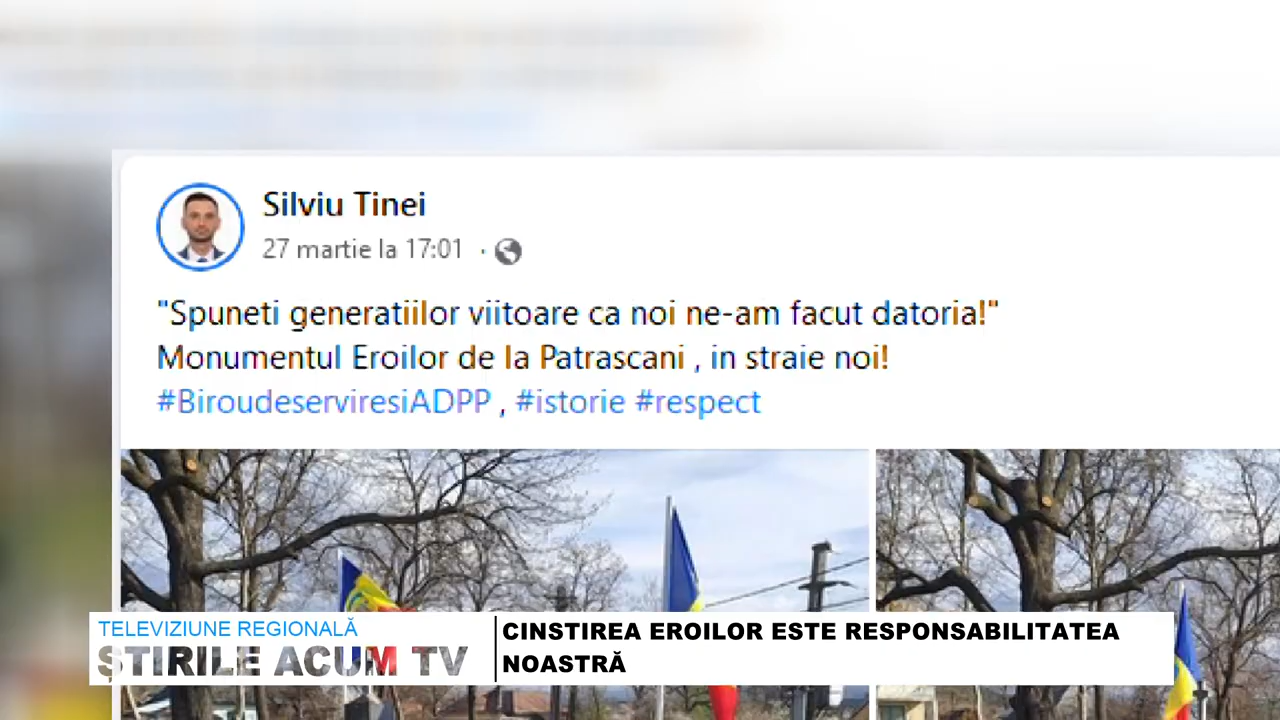 Silviu Tinei
27 martie la 17:01 ·
"Spuneti generatiilor viitoare ca noi ne-am facut datoria!"
Monumentul Eroilor de la Patrascani , in straie noi!
#BiroudeserviresiADPP , #istorie #respect
TELEVIZIUNE REGIONALĂ
ȘTIRILE ACUM TV
CINSTIREA EROILOR ESTE RESPONSABILITATEA
NOASTRĂ